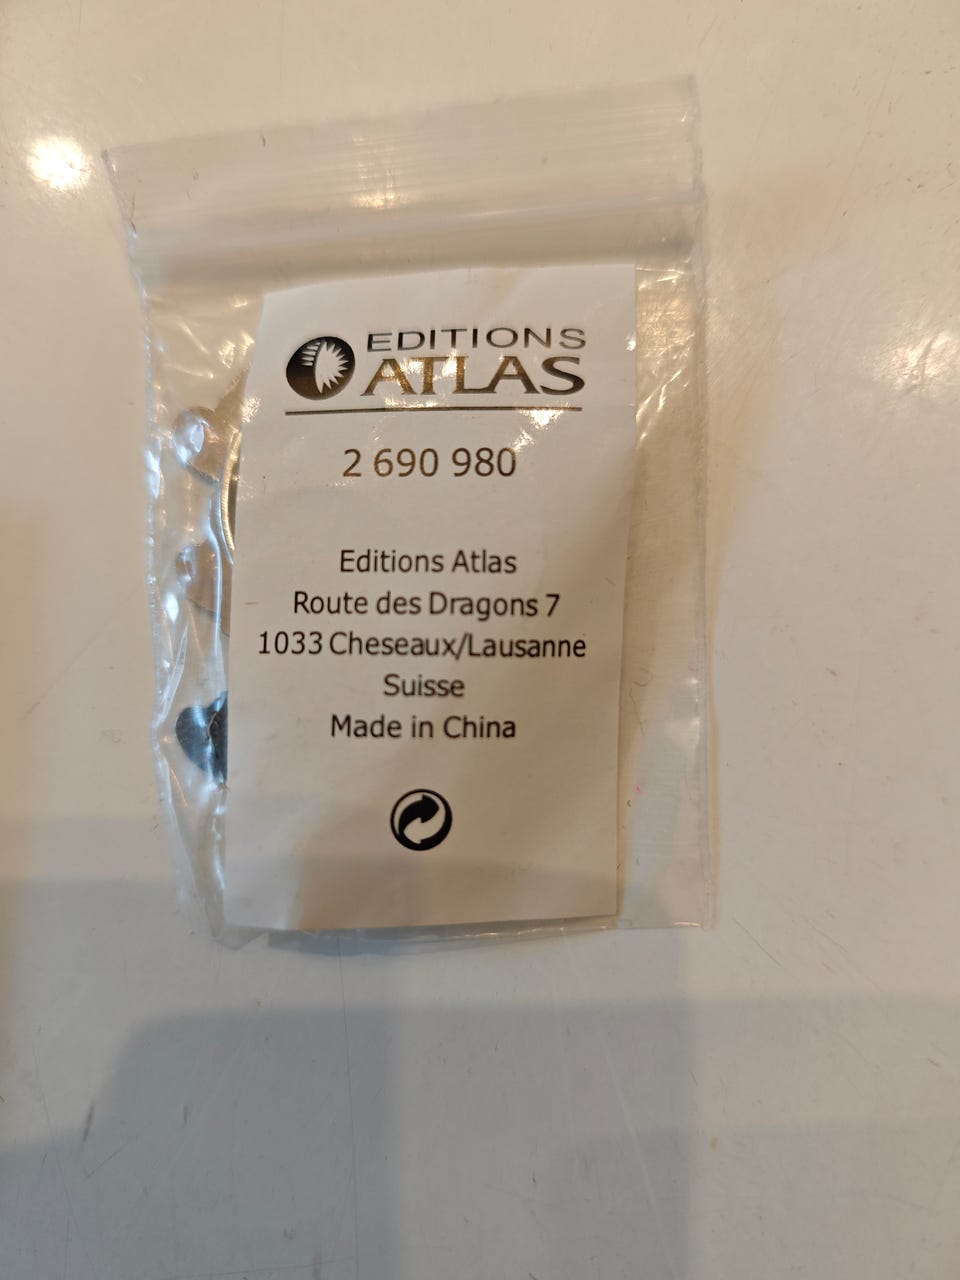 EDITIONS
ATLAS
2 690 980
Editions Atlas
Route des Dragons 7
1033 Cheseaux/Lausanne
Suisse
Made in China